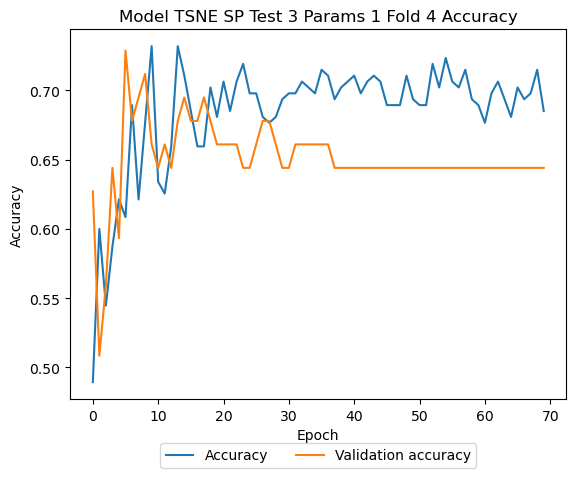 Model TSNE SP Test 3 Params 1 Fold 4 Accuracy
Accuracy
0.70
0.65
0.60
0.55
0.50
0 10 20 30 40 50 60 70
Epoch
Accuracy Validation accuracy